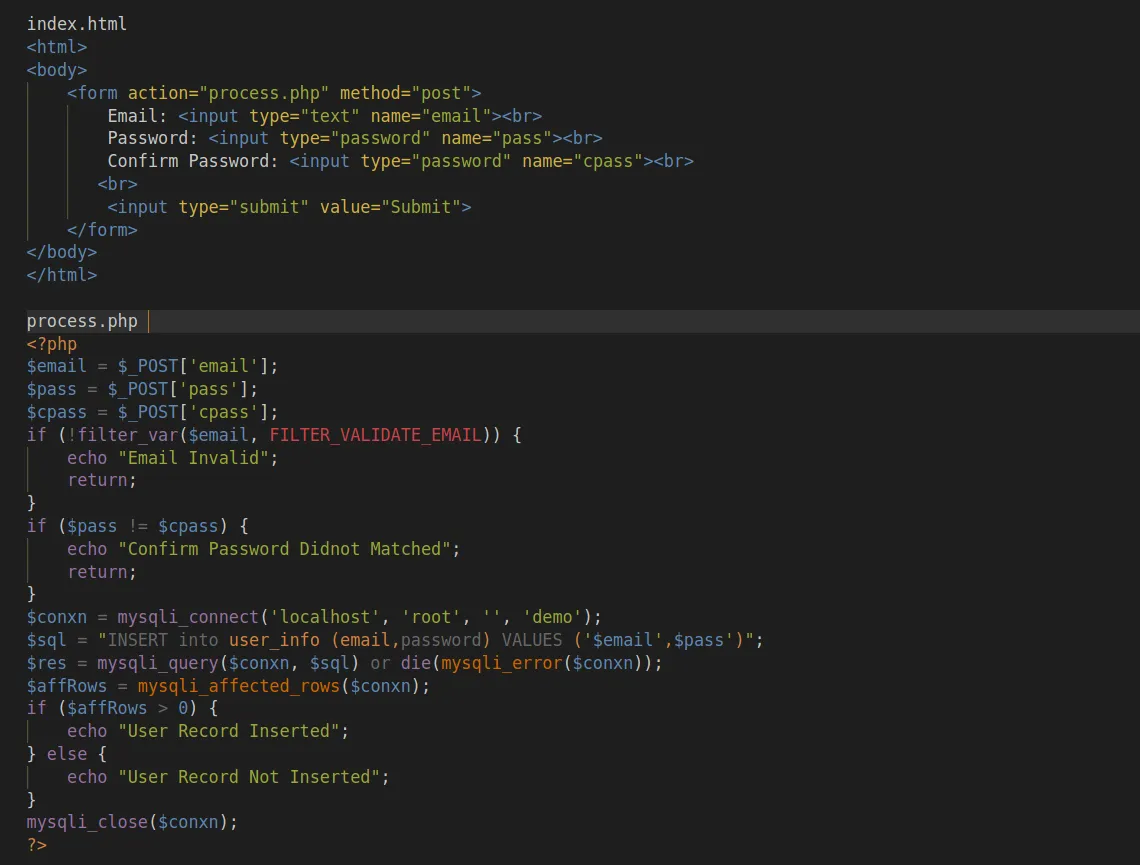 index.html
<html>
<body>
    <form action="process.php" method="post">
        Email: <input type="text" name="email"><br>
        Password: <input type="password" name="pass"><br>
        Confirm Password: <input type="password" name="cpass"><br>
       <br>
        <input type="submit" value="Submit">
    </form>
</body>
</html>

process.php
<?php
$email = $_POST['email'];
$pass = $_POST['pass'];
$cpass = $_POST['cpass'];
if (!filter_var($email, FILTER_VALIDATE_EMAIL)) {
    echo "Email Invalid";
    return;
}
if ($pass != $cpass) {
    echo "Confirm Password Didnot Matched";
    return;
}
$conxn = mysqli_connect('localhost', 'root', '', 'demo');
$sql = "INSERT into user_info (email,password) VALUES ('$email',$pass')";
$res = mysqli_query($conxn, $sql) or die(mysqli_error($conxn));
$affRows = mysqli_affected_rows($conxn);
if ($affRows > 0) {
    echo "User Record Inserted";
} else {
    echo "User Record Not Inserted";
}
mysqli_close($conxn);
?>